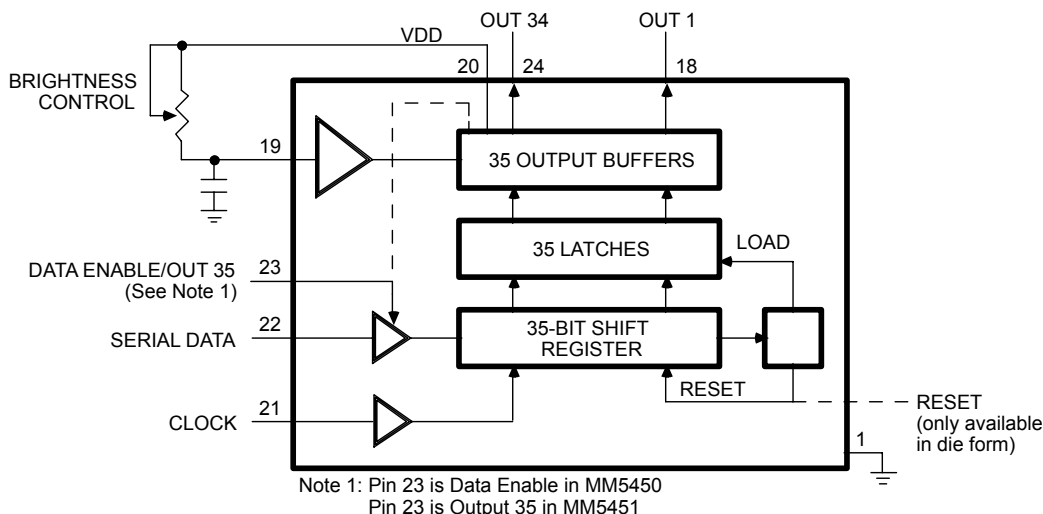 OUT 34
OUT 1
VDD
20
24
18
BRIGHTNESS
CONTROL
19
35 OUTPUT BUFFERS
35 LATCHES
LOAD
DATA ENABLE/OUT 35
(See Note 1)
23
SERIAL DATA
22
35-BIT SHIFT
REGISTER
RESET
CLOCK
21
RESET
(only available
in die form)
1
Note 1: Pin 23 is Data Enable in MM5450
Pin 23 is Output 35 in MM5451